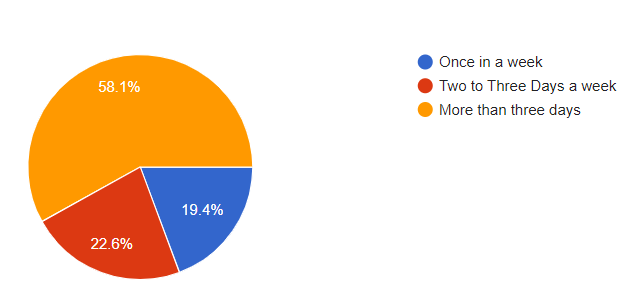 58.1%
19.4%
22.6%
Once in a week
Two to Three Days a week
More than three days